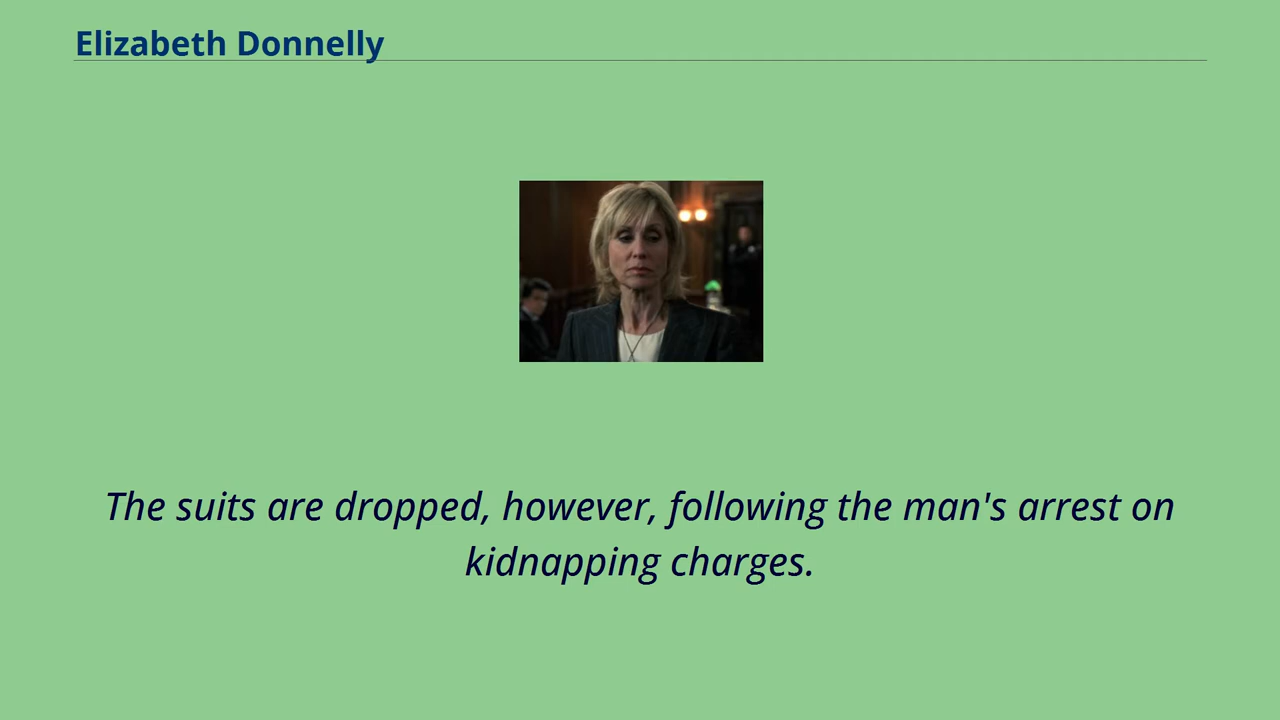 Elizabeth Donnelly
The suits are dropped, however, following the man's arrest on
kidnapping charges.